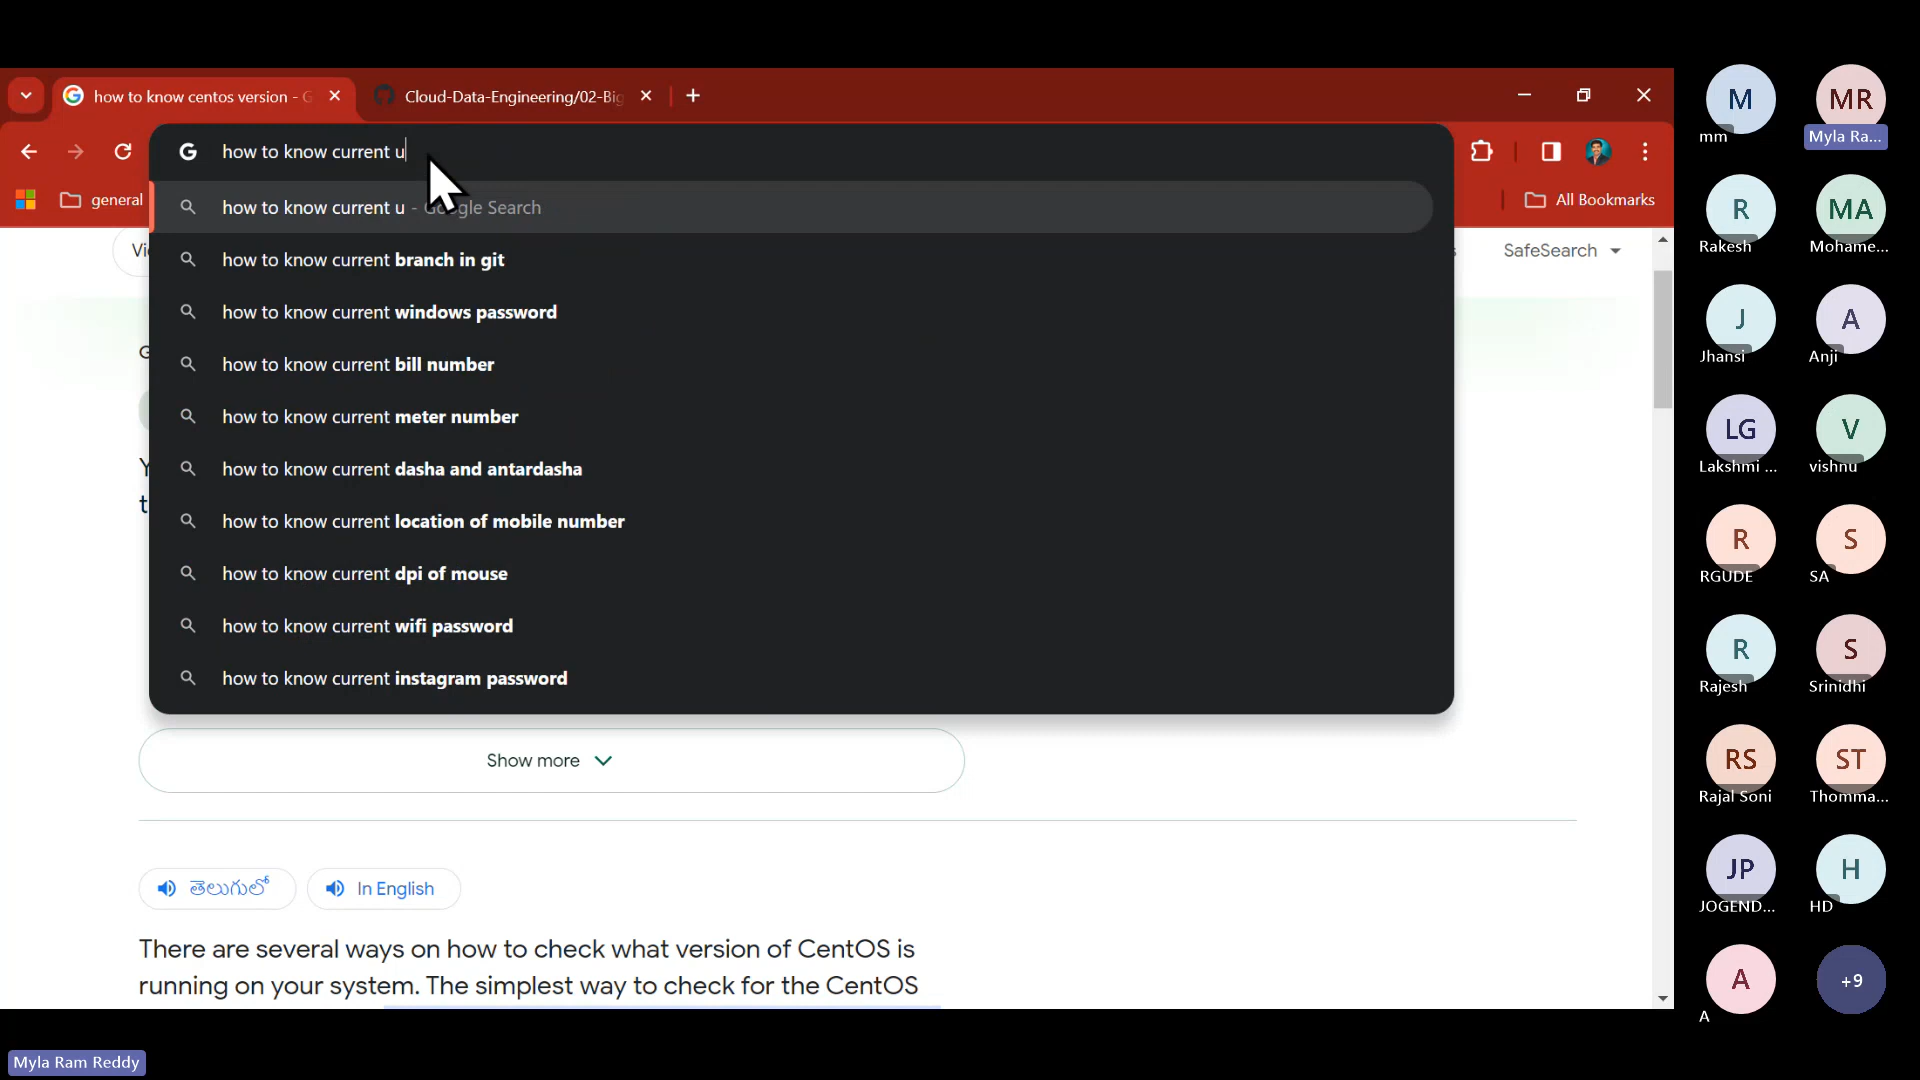 how to know centos version - G
Cloud-Data-Engineering/02-Big
how to know current u
general
All Bookmarks
how to know current u - Google Search
how to know current branch in git
how to know current windows password
how to know current bill number
how to know current meter number
how to know current dasha and antardasha
how to know current location of mobile number
how to know current dpi of mouse
how to know current wifi password
how to know current instagram password
SafeSearch
Show more
తెలుగులో
In English
There are several ways on how to check what version of CentOS is
running on your system. The simplest way to check for the CentOS
M
mm
MR
Myla Ra...
R
Rakesh
MA
Mohame...
J
Jhansi
A
Anji
LG
Lakshmi ...
V
vishnu
R
RGUDE
S
SA
R
Rajesh
S
Srinidhi
RS
Rajal Soni
ST
Thomma...
JP
JOGEND...
H
HD
A
A
+9
Myla Ram Reddy